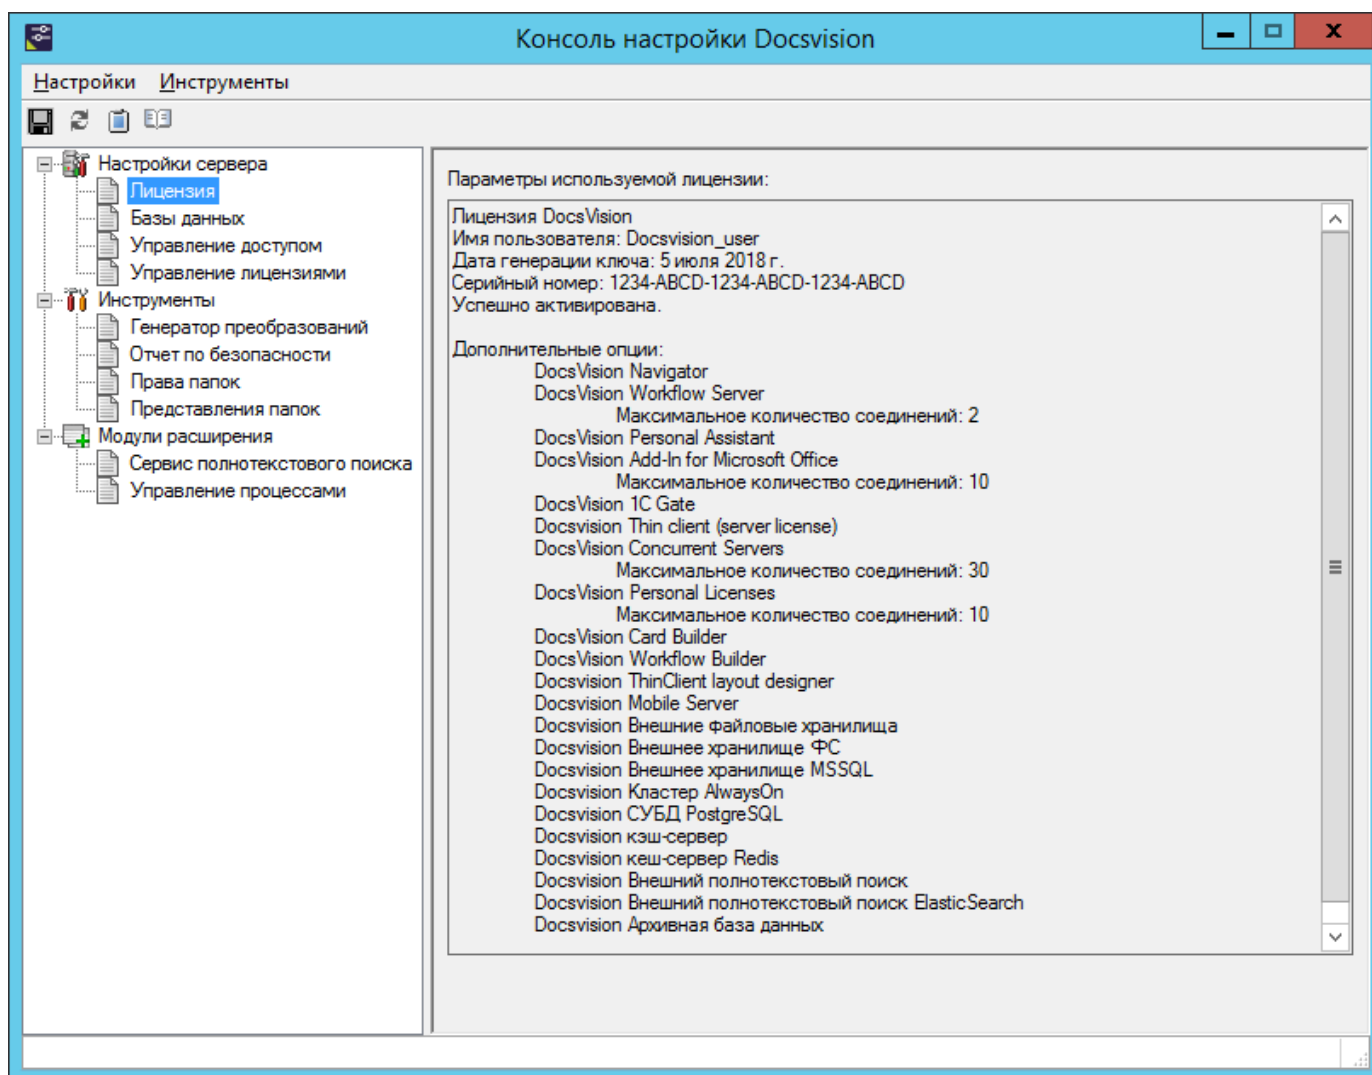 Консоль настройки Docsvision
Настройки Инструменты
Настройки сервера
Лицензия
Базы данных
Управление доступом
Управление лицензиями
Инструменты
Генератор преобразований
Отчет по безопасности
Права папок
Представления папок
Модули расширения
Сервис полнотекстового поиска
Управление процессами
Параметры используемой лицензии:
Лицензия DocsVision
Имя пользователя: Docsvision_user
Дата генерации ключа: 5 июля 2018 г.
Серийный номер: 1234-ABCD-1234-ABCD-1234-ABCD
Успешно активирована.
Дополнительные опции:
DocsVision Navigator
DocsVision Workflow Server
Максимальное количество соединений: 2
DocsVision Personal Assistant
DocsVision Add-In for Microsoft Office
Максимальное количество соединений: 10
DocsVision 1C Gate
Docsvision Thin client (server license)
DocsVision Concurrent Servers
Максимальное количество соединений: 30
DocsVision Personal Licenses
Максимальное количество соединений: 10
DocsVision Card Builder
DocsVision Workflow Builder
Docsvision ThinClient layout designer
Docsvision Mobile Server
Docsvision Внешние файловые хранилища
Docsvision Внешнее хранилище ФС
Docsvision Внешнее хранилище MSSQL
Docsvision Кластер AlwaysOn
Docsvision СУБД PostgreSQL
Docsvision кэш-сервер
Docsvision кеш-сервер Redis
Docsvision Внешний полнотекстовый поиск
Docsvision Внешний полнотекстовый поиск ElasticSearch
Docsvision Архивная база данных